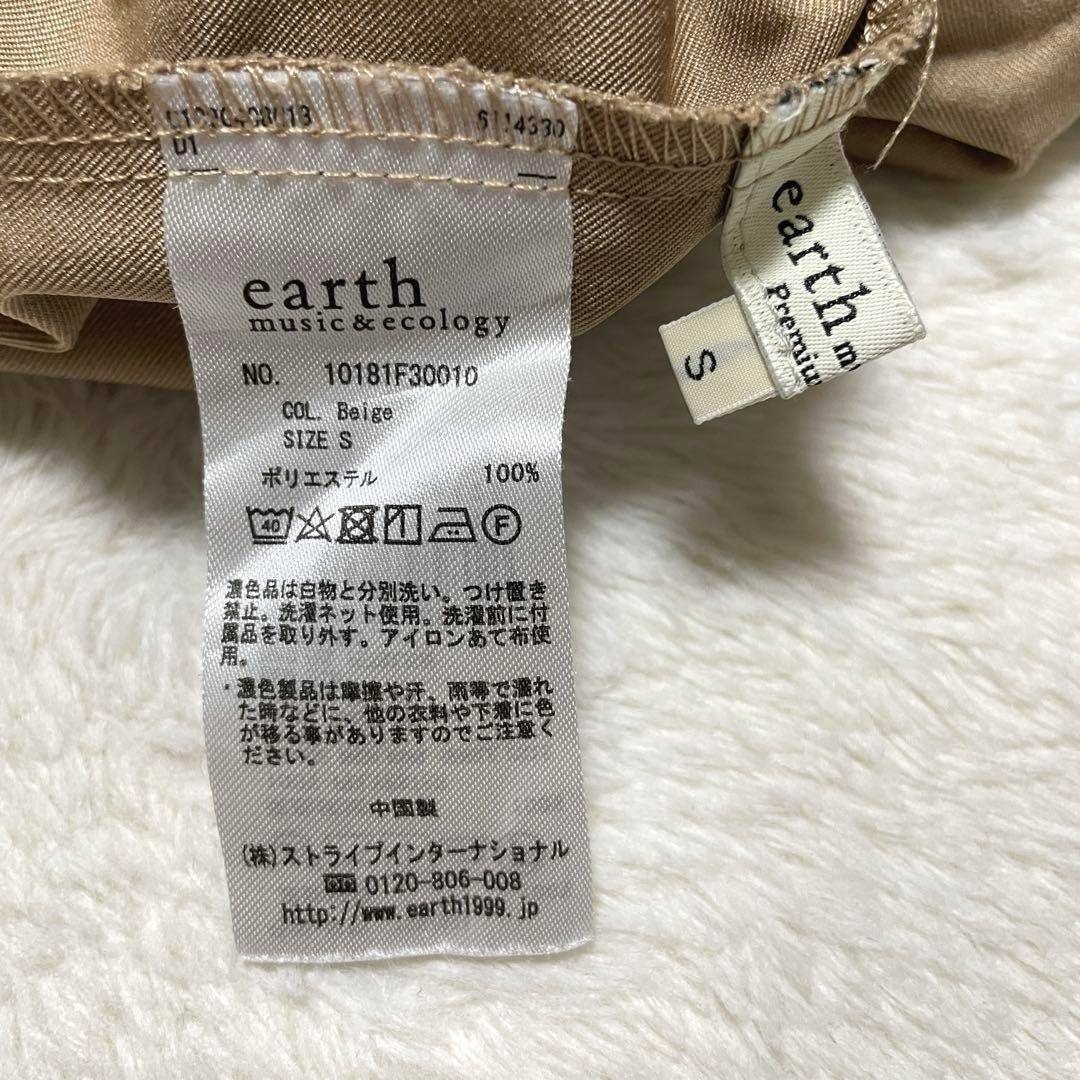 D1
earth
music&ecology
NO. 10181F30010
COL. Beige
SIZE S
ポリエステル 100%
40 F
濃色品は白物と分別洗い。つけ置き
禁止。洗濯ネット使用。洗濯前に付
属品を取り外す。アイロンあて布使
用。
・濃色製品は摩擦や汗、雨等で濡れ
た時などに、他の衣料や下着に色
が移る事がありますのでご注意く
ださい。
中国製
(株)ストライプインターナショナル
0120-806-008
http://www.earth1999.jp
earth
S